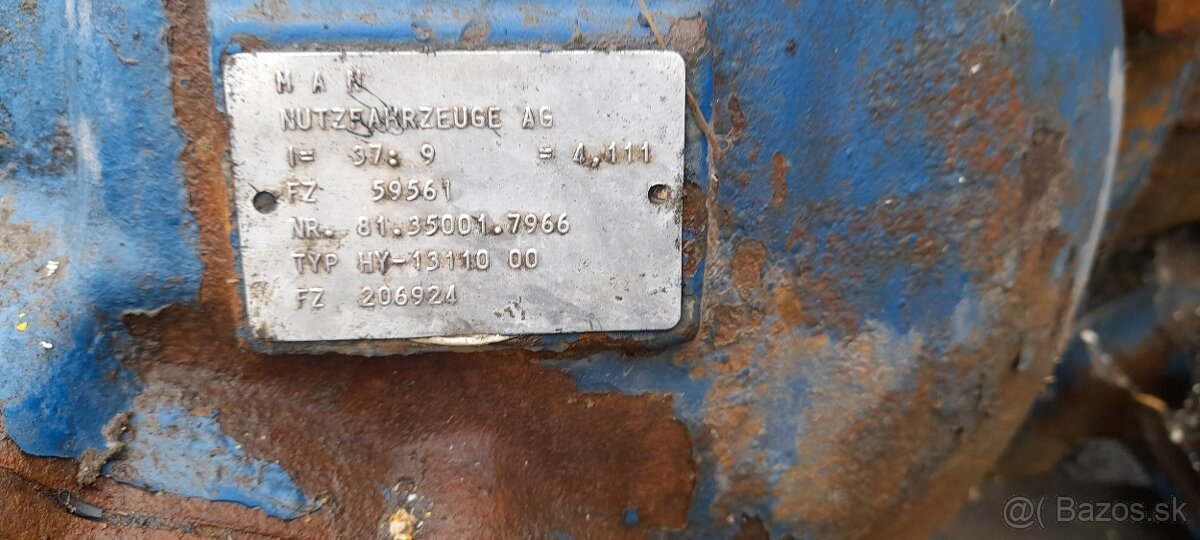 M A N
NUTZFAHRZEUGE AG
I= 37: 9 = 4,111
FZ 59561
NR. 81.35001.7966
TYP HY-13110 00
FZ 206924
@( Bazos.sk